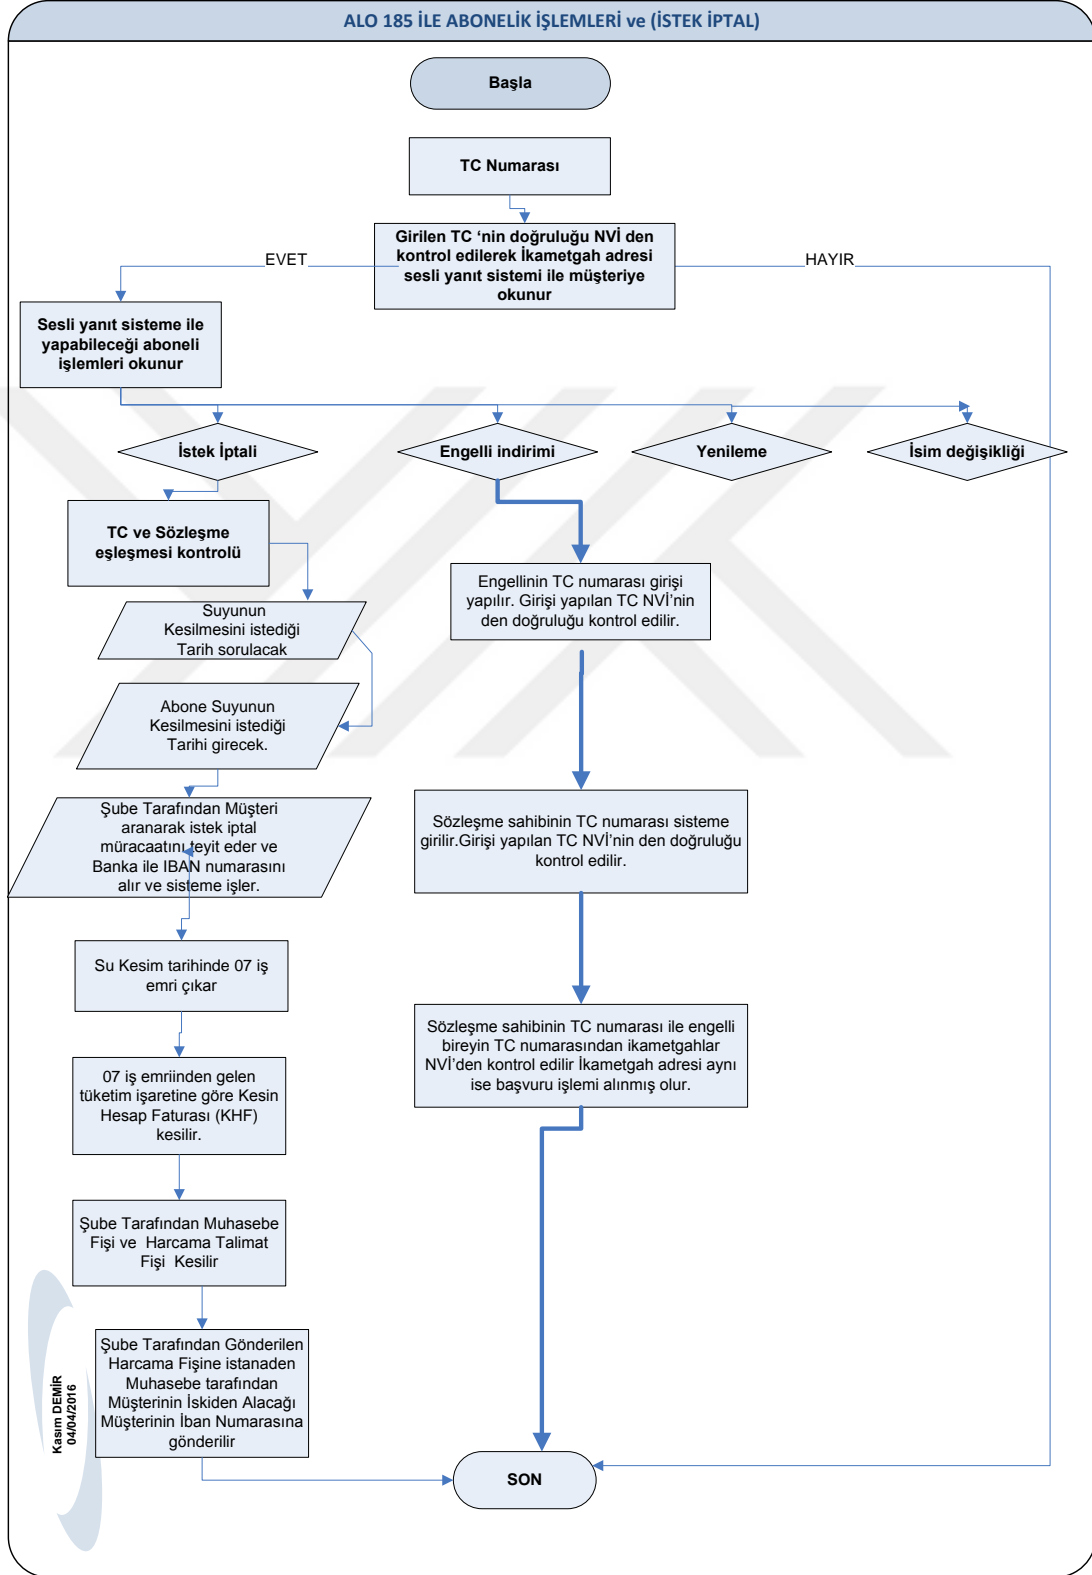 ALO 185 İLE ABONELİK İŞLEMLERİ ve (İSTEK İPTAL)
Başla
TC Numarası
Girilen TC ‘nin doğruluğu NVİ den
kontrol edilerek İkametgah adresi
sesli yanıt sistemi ile müşteriye
okunur
EVET
HAYIR
Sesli yanıt sisteme ile
yapabileceği aboneli
işlemleri okunur
İstek İptali
Engelli indirimi
Yenileme
İsim değişikliği
TC ve Sözleşme
eşleşmesi kontrolü
Suyunun
Kesilmesini istediği
Tarih sorulacak
Abone Suyunun
Kesilmesini istediği
Tarihi girecek.
Şube Tarafından Müşteri
aranarak istek iptal
müracaatını teyit eder ve
Banka ile IBAN numarasını
alır ve sisteme işler.
Su Kesim tarihinde 07 iş
emri çıkar
07 iş emriinden gelen
tüketim işaretine göre Kesin
Hesap Faturası (KHF)
kesilir.
Şube Tarafından Muhasebe
Fişi ve Harcama Talimat
Fişi Kesilir
Şube Tarafından Gönderilen
Harcama Fişine istanaden
Muhasebe tarafından
Müşterinin İskiden Alacağı
Müşterinin İban Numarasına
gönderilir
Engellinin TC numarası girişi
yapılır. Girişi yapılan TC NVİ’nin
den doğruluğu kontrol edilir.
Sözleşme sahibinin TC numarası sisteme
girilir.Girişi yapılan TC NVİ’nin den doğruluğu
kontrol edilir.
Sözleşme sahibinin TC numarası ile engelli
bireyin TC numarasından ikametgahlar
NVİ’den kontrol edilir İkametgah adresi aynı
ise başvuru işlemi alınmış olur.
SON
Kasım DEMİR
04/04/2016